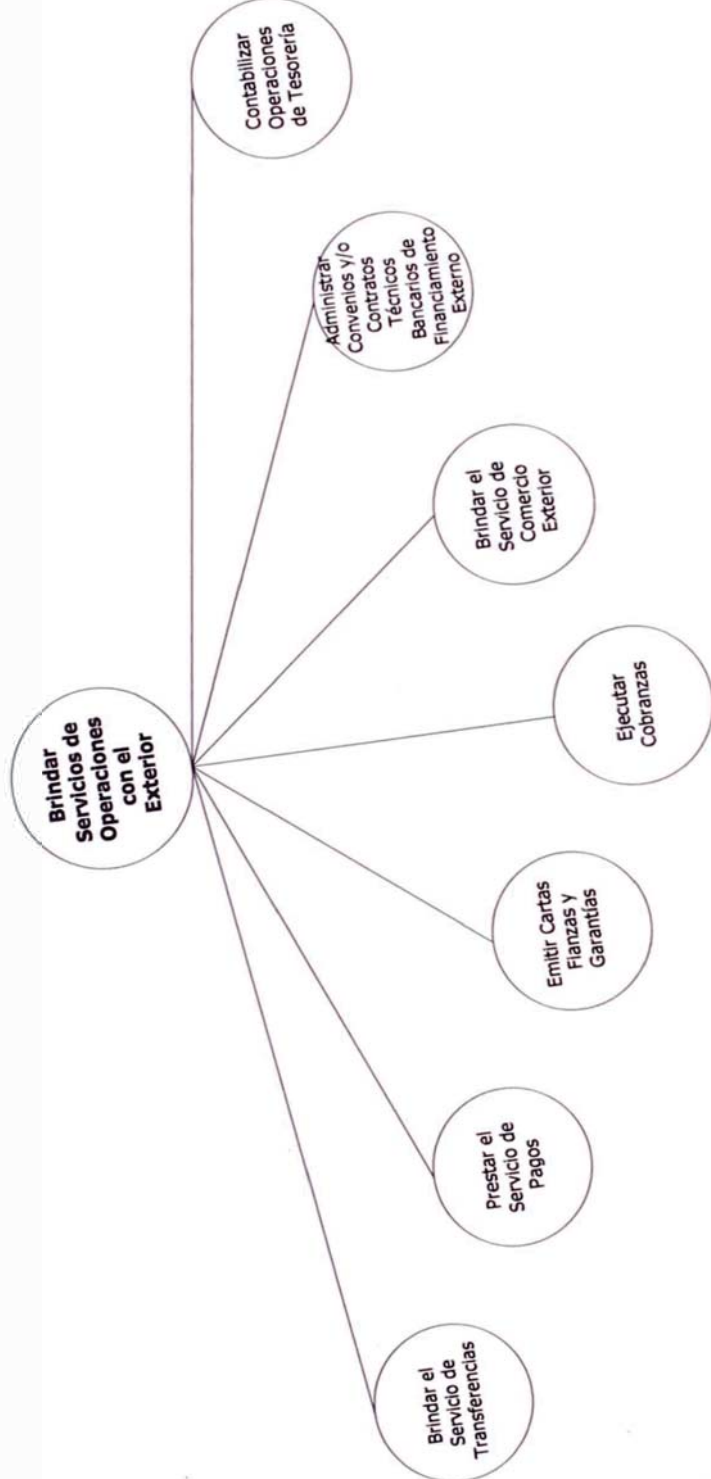 Brindar
Servicios de
Operaciones
con el
Exterior
Brindar el
Servicio de
Transferencias
Prestar el
Servicio de
Pagos
Emitir Cartas
Fianzas y
Garantías
Ejecutar
Cobranzas
Brindar el
Servicio de
Comercio
Exterior
Administrar
Convenios y/o
Contratos
Técnicos
Bancarios de
Financiamiento
Externo
Contabilizar
Operaciones
de Tesorería